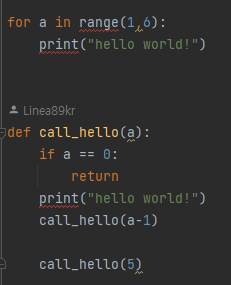 for a in range(1,6):
    print("hello world!")
Linea89kr
def call_hello(a):
    if a == 0:
        return
    print("hello world!")
    call_hello(a-1)
    call_hello(5)